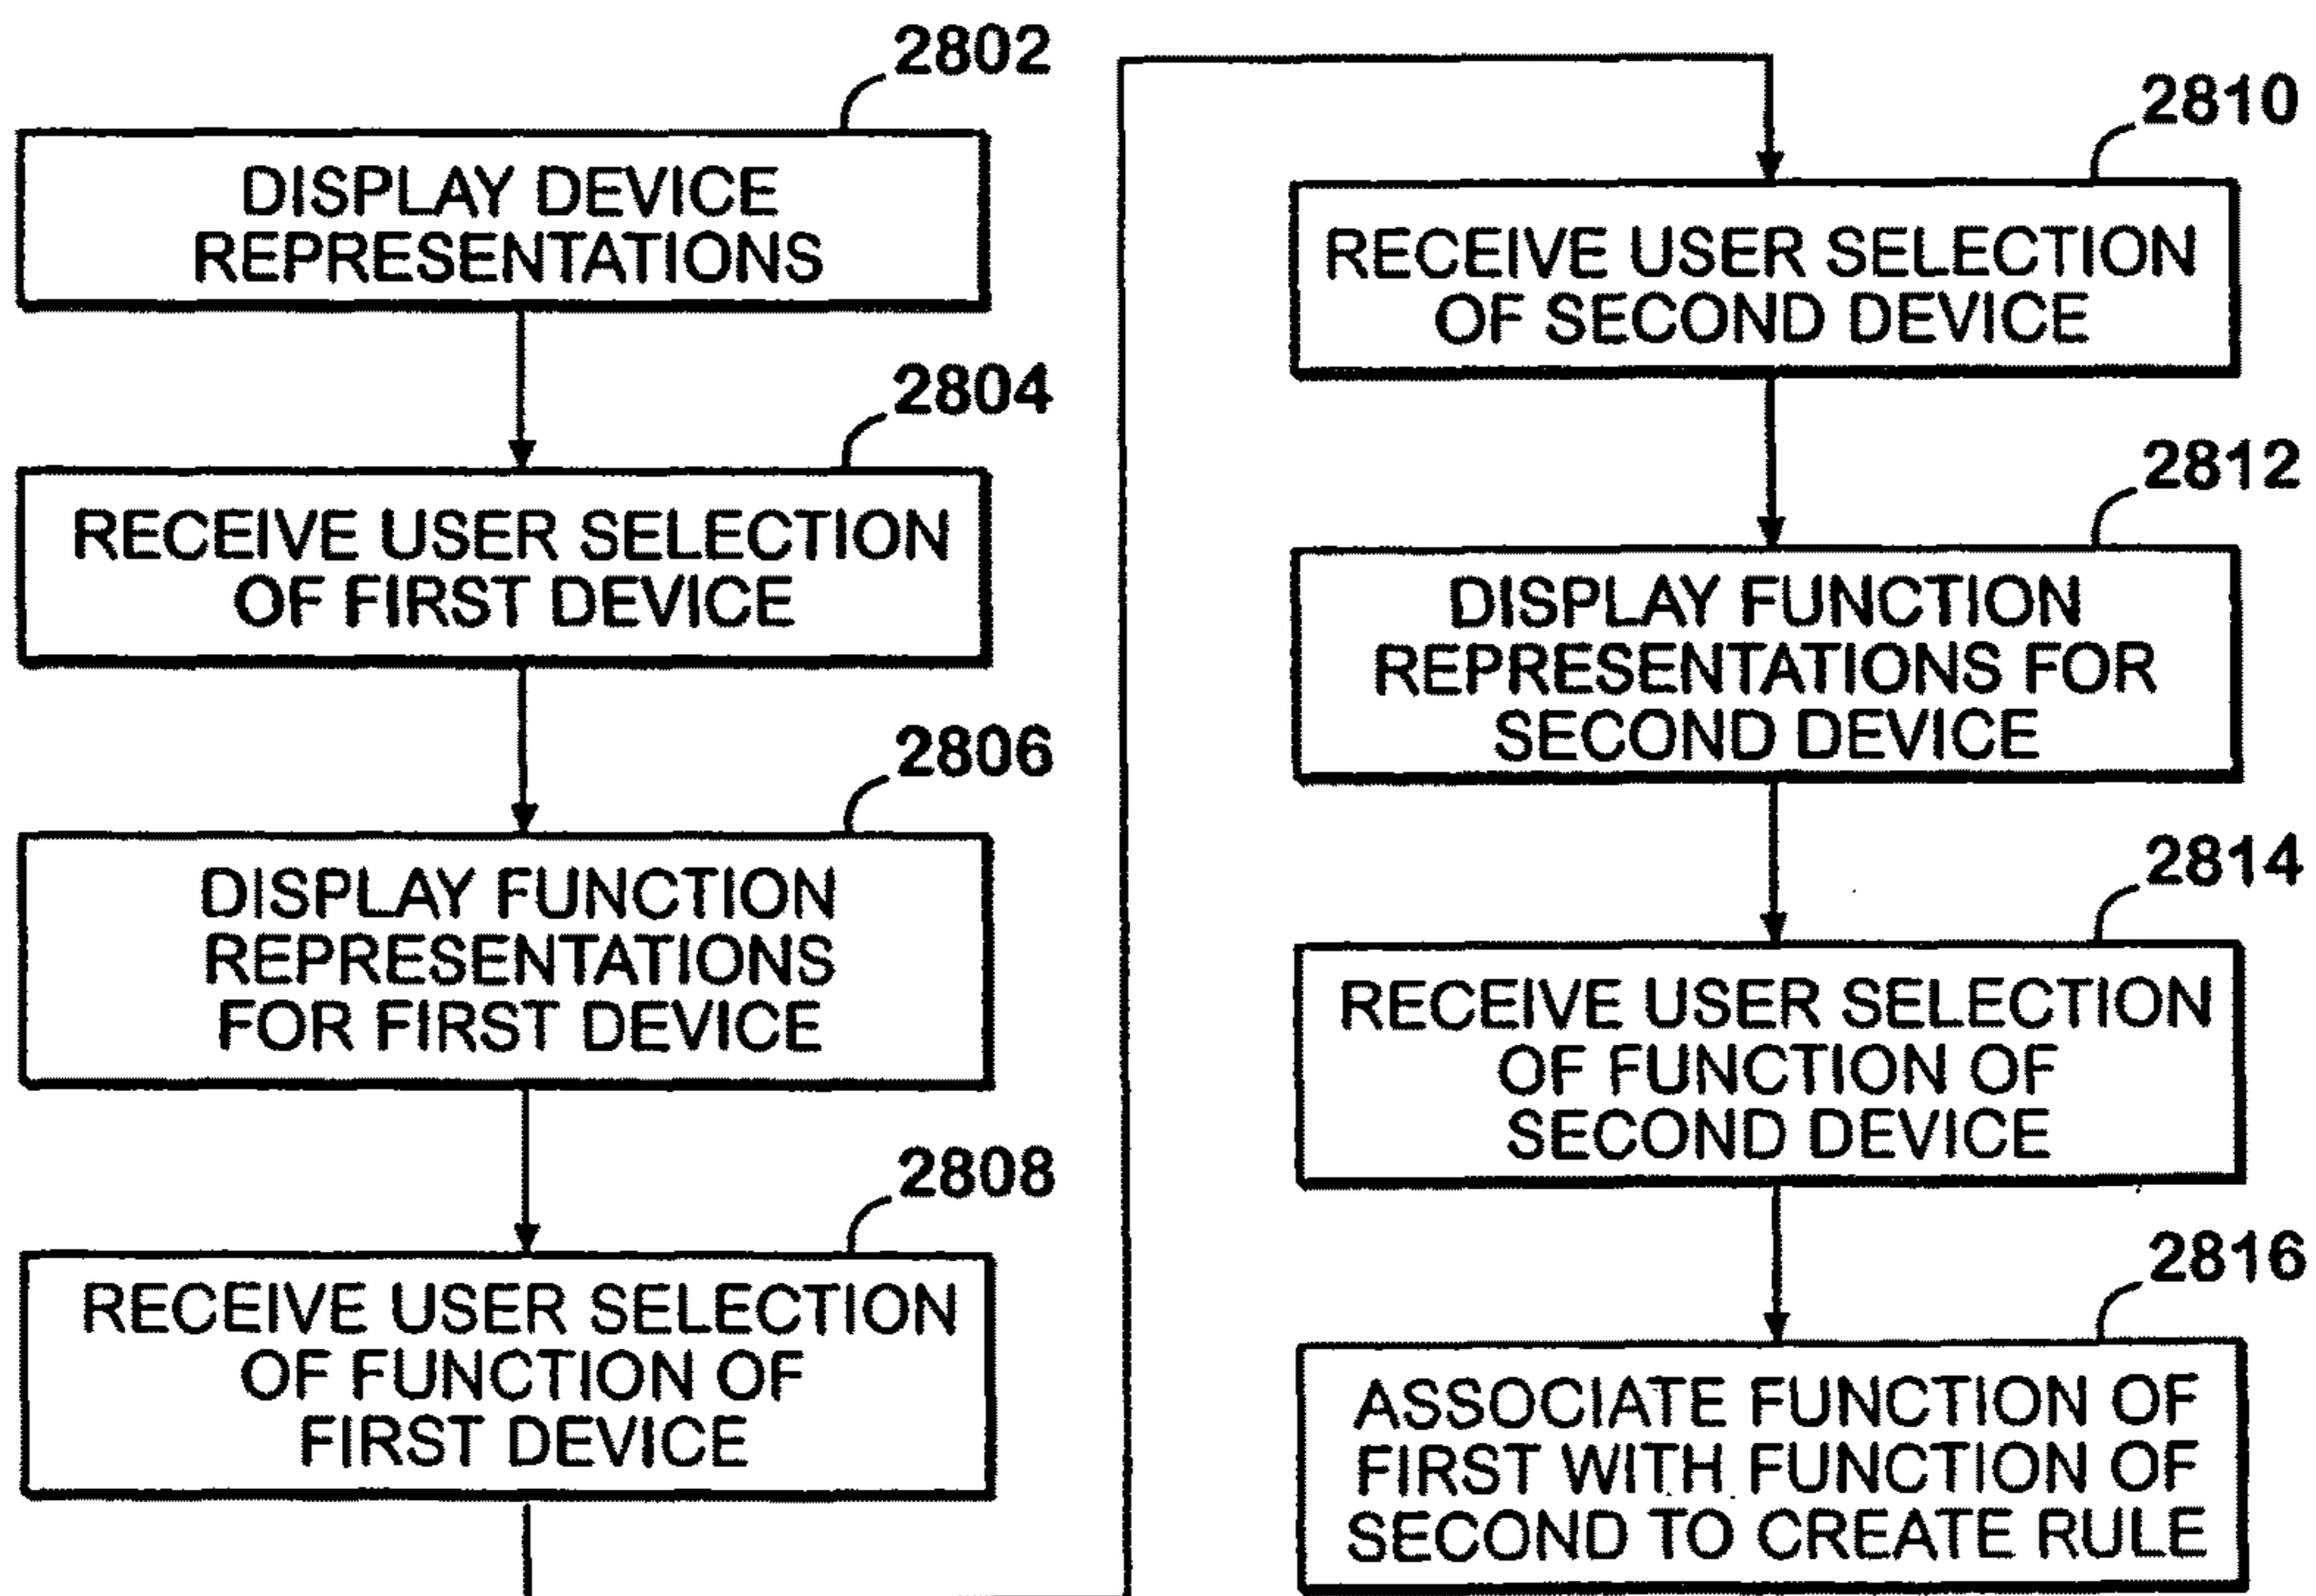 2802
DISPLAY DEVICE
REPRESENTATIONS
2804
RECEIVE USER SELECTION
OF FIRST DEVICE
2806
DISPLAY FUNCTION
REPRESENTATIONS
FOR FIRST DEVICE
2808
RECEIVE USER SELECTION
OF FUNCTION OF
FIRST DEVICE
2810
RECEIVE USER SELECTION
OF SECOND DEVICE
2812
DISPLAY FUNCTION
REPRESENTATIONS FOR
SECOND DEVICE
2814
RECEIVE USER SELECTION
OF FUNCTION OF
SECOND DEVICE
2816
ASSOCIATE FUNCTION OF
FIRST WITH FUNCTION OF
SECOND TO CREATE RULE